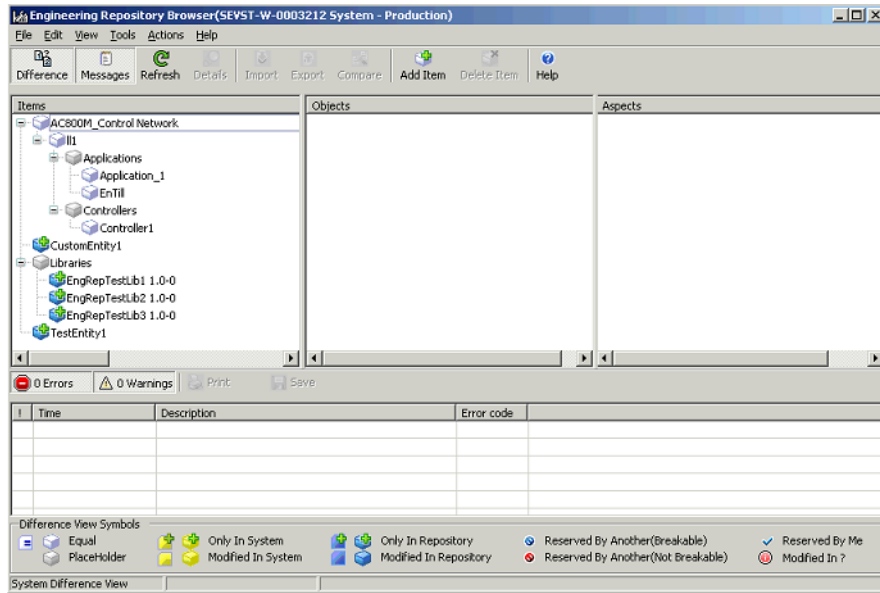 Engineering Repository Browser(SEVST-W-0003212 System - Production)
File Edit View Tools Actions Help
Difference Messages Refresh Details Import Export Compare Add Item Delete Item Help
Items Objects Aspects
AC800M_Control Network
ll1
Applications
Application_1
EnTill
Controllers
Controller1
CustomEntity1
Libraries
EngRepTestLib1 1.0-0
EngRepTestLib2 1.0-0
EngRepTestLib3 1.0-0
TestEntity1
0 Errors 0 Warnings Print Save
! Time Description Error code
Difference View Symbols
Equal Only In System Only In Repository Reserved By Another(Breakable) Reserved By Me
PlaceHolder Modified In System Modified In Repository Reserved By Another(Not Breakable) Modified In ?
System Difference View